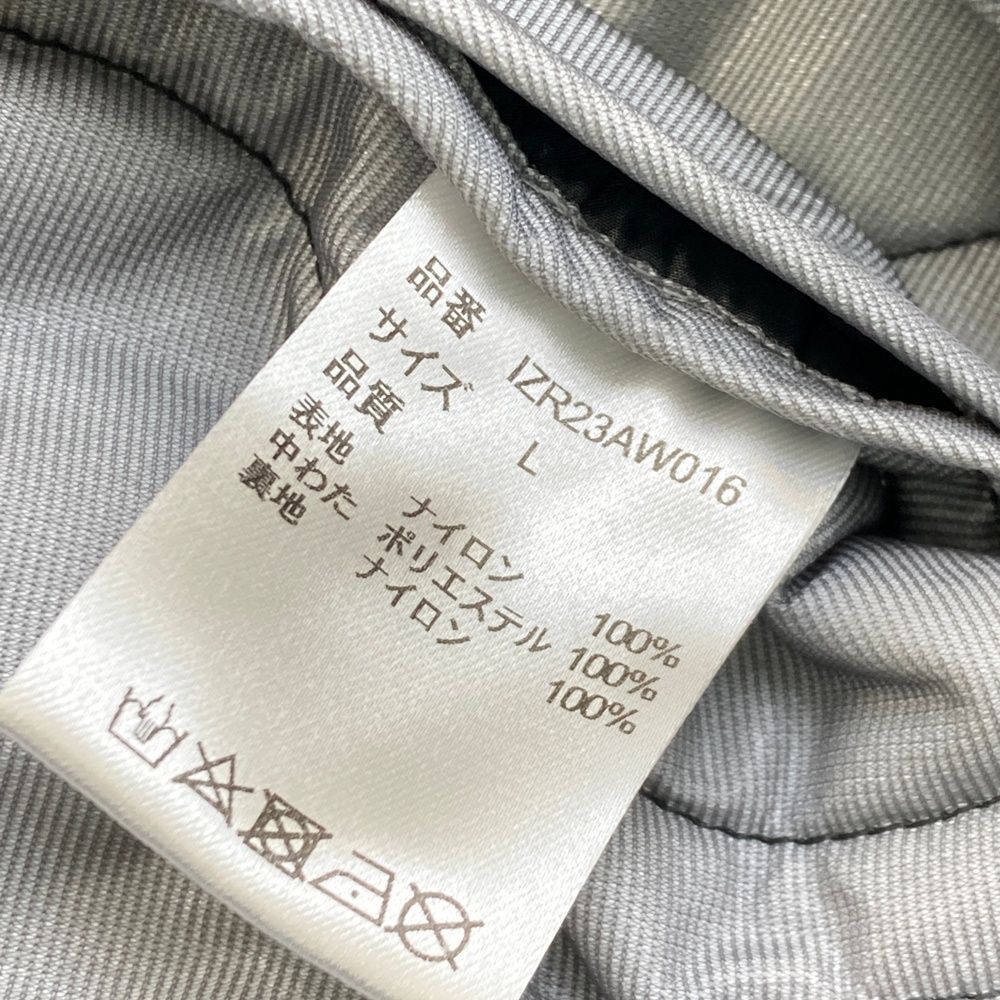 品番 IZR23AW016
サイズ L
品質
表地 ナイロン 100%
中わた ポリエステル 100%
裏地 ナイロン 100%